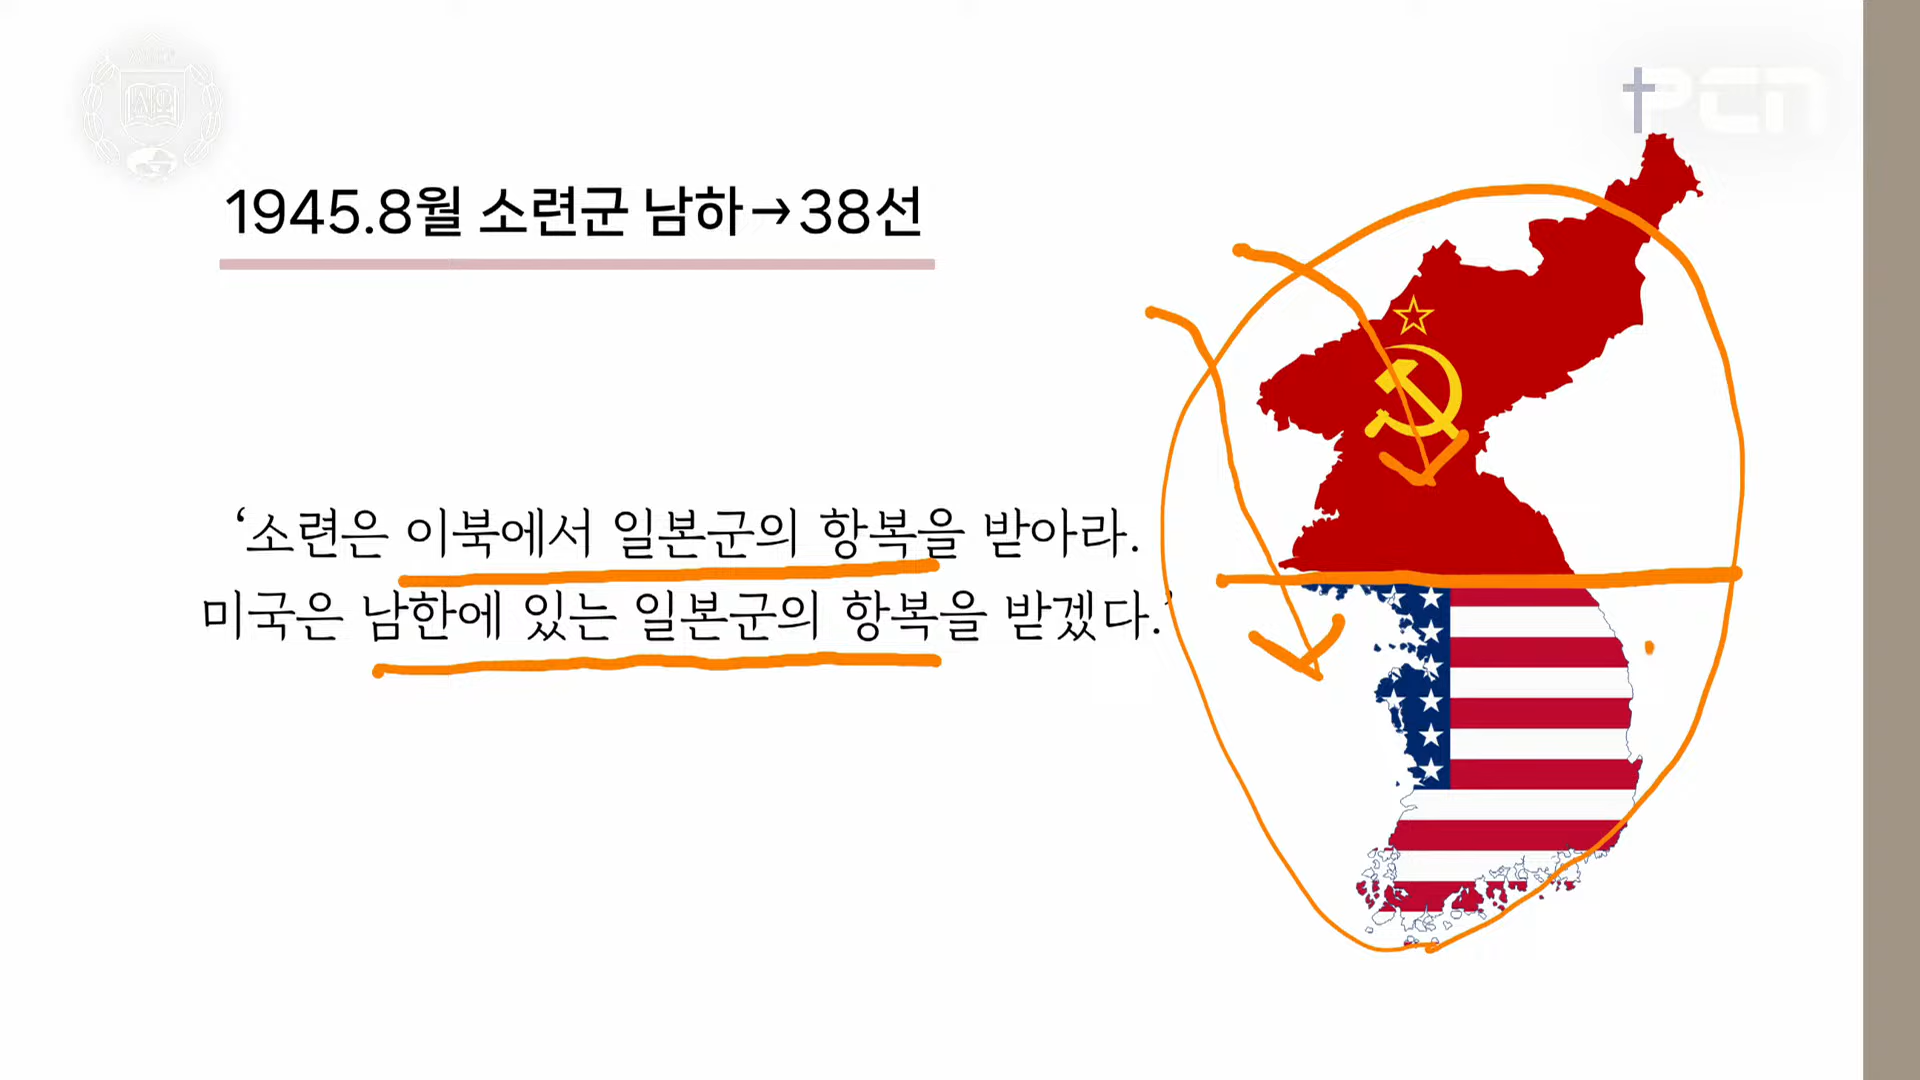 PCN
1945.8월 소련군 남하→38선
‘소련은 이북에서 일본군의 항복을 받아라.
미국은 남한에 있는 일본군의 항복을 받겠다.’